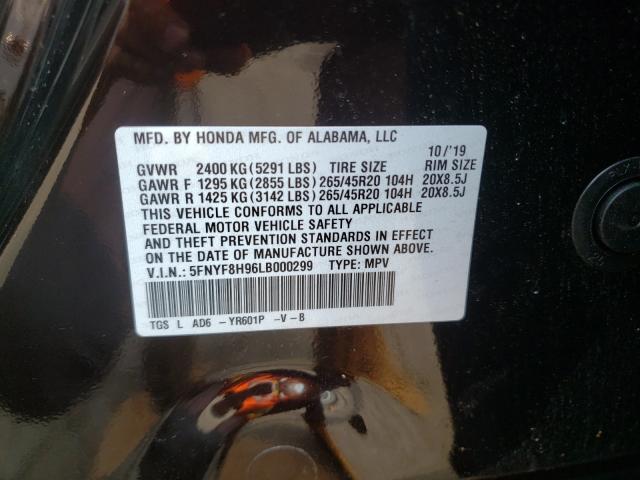 MFD. BY HONDA MFG. OF ALABAMA, LLC 10/'19
GVWR 2400 KG (5291 LBS) TIRE SIZE RIM SIZE
GAWR F 1295 KG (2855 LBS) 265/45R20 104H 20X8.5J
GAWR R 1425 KG (3142 LBS) 265/45R20 104H 20X8.5J
THIS VEHICLE CONFORMS TO ALL APPLICABLE
FEDERAL MOTOR VEHICLE SAFETY
AND THEFT PREVENTION STANDARDS IN EFFECT
ON THE DATE OF MANUFACTURE SHOWN ABOVE.
V.I.N.: 5FNYF8H96LB000299 TYPE: MPV
TGS L AD6 -YR601P -V-B